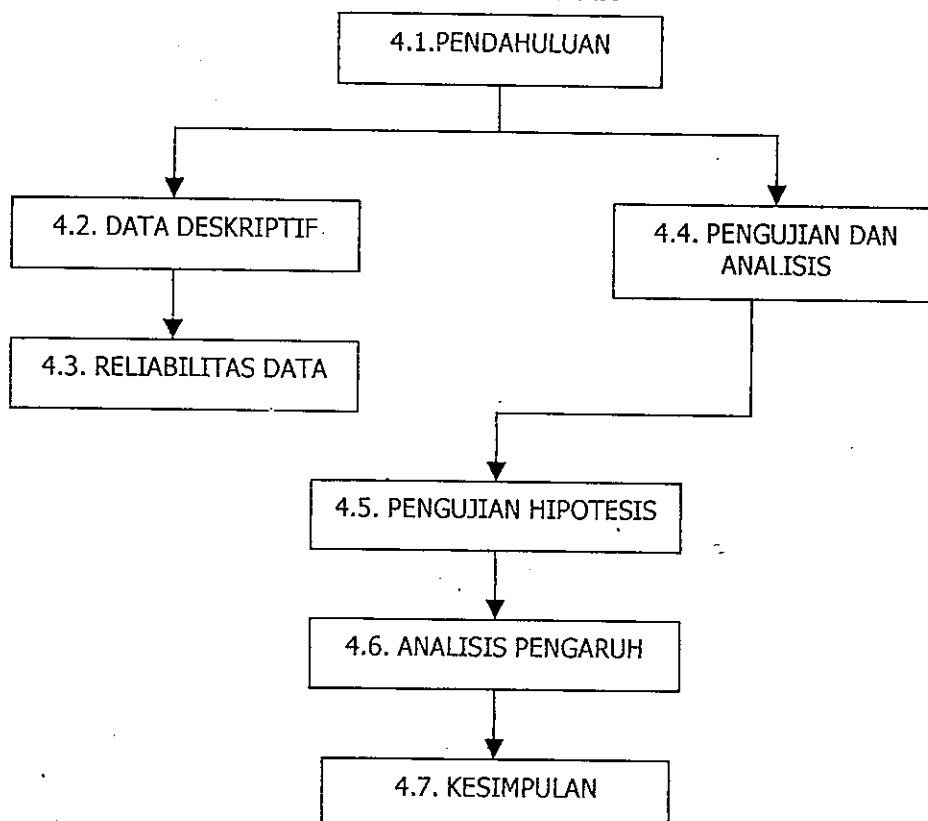 4.1.PENDAHULUAN
4.2. DATA DESKRIPTIF
4.4. PENGUJIAN DAN
ANALISIS
4.3. RELIABILITAS DATA
4.5. PENGUJIAN HIPOTESIS
4.6. ANALISIS PENGARUH
4.7. KESIMPULAN